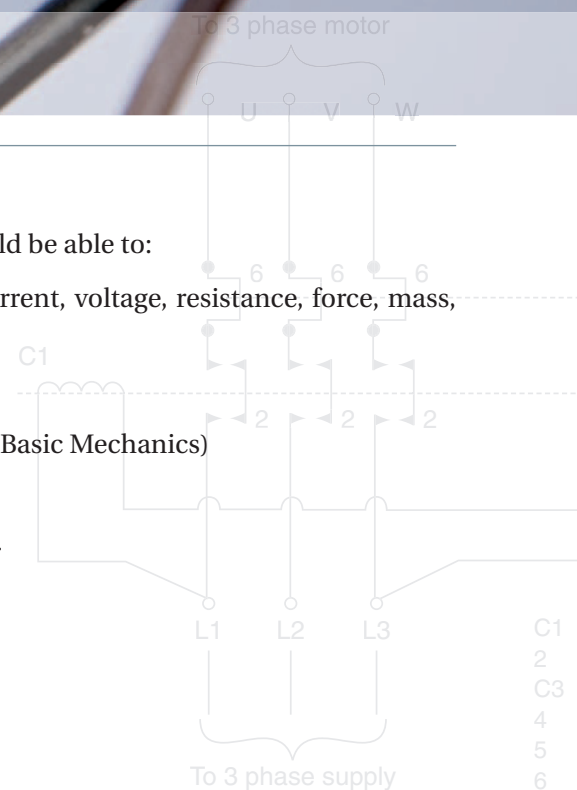 To 3 phase motor
U V W
ld be able to:
6 6 6
rrent, voltage, resistance, force, mass,
C1
2 2 2
Basic Mechanics)
L1 L2 L3
C1
2
C3
4
5
6
To 3 phase supply